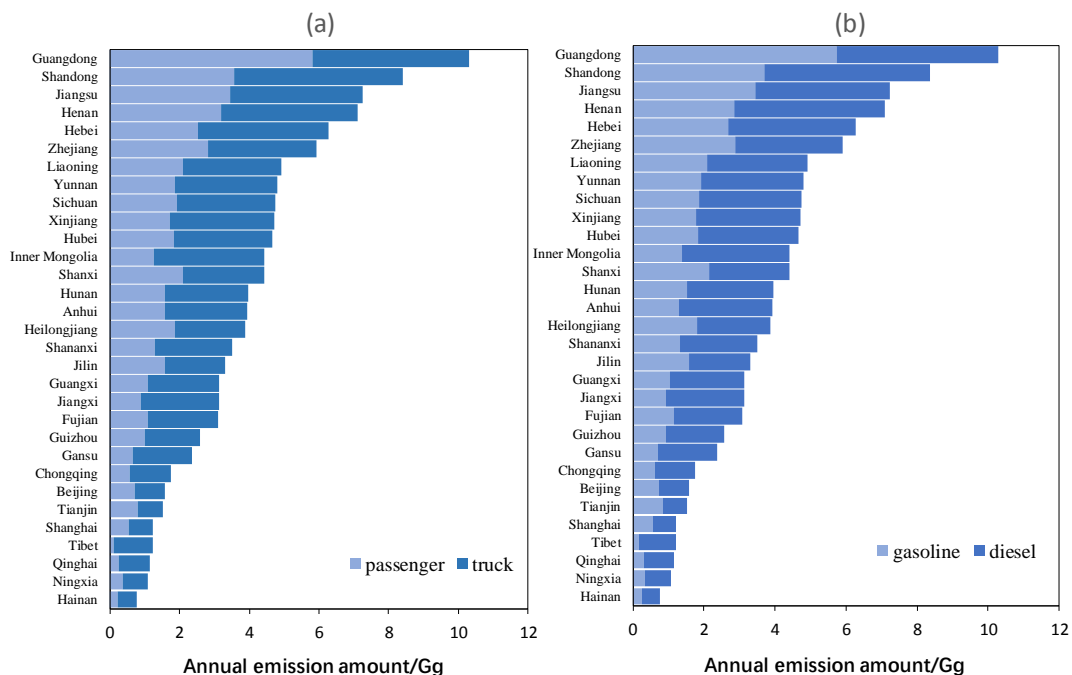 (a)
Guangdong
Shandong
Jiangsu
Henan
Hebei
Zhejiang
Liaoning
Yunnan
Sichuan
Xinjiang
Hubei
Inner Mongolia
Shanxi
Hunan
Anhui
Heilongjiang
Shananxi
Jilin
Guangxi
Jiangxi
Fujian
Guizhou
Gansu
Chongqing
Beijing
Tianjin
Shanghai
Tibet
Qinghai
Ningxia
Hainan
passenger truck
0 2 4 6 8 10 12
Annual emission amount/Gg
(b)
Guangdong
Shandong
Jiangsu
Henan
Hebei
Zhejiang
Liaoning
Yunnan
Sichuan
Xinjiang
Hubei
Inner Mongolia
Shanxi
Hunan
Anhui
Heilongjiang
Shananxi
Jilin
Guangxi
Jiangxi
Fujian
Guizhou
Gansu
Chongqing
Beijing
Tianjin
Shanghai
Tibet
Qinghai
Ningxia
Hainan
gasoline diesel
0 2 4 6 8 10 12
Annual emission amount/Gg